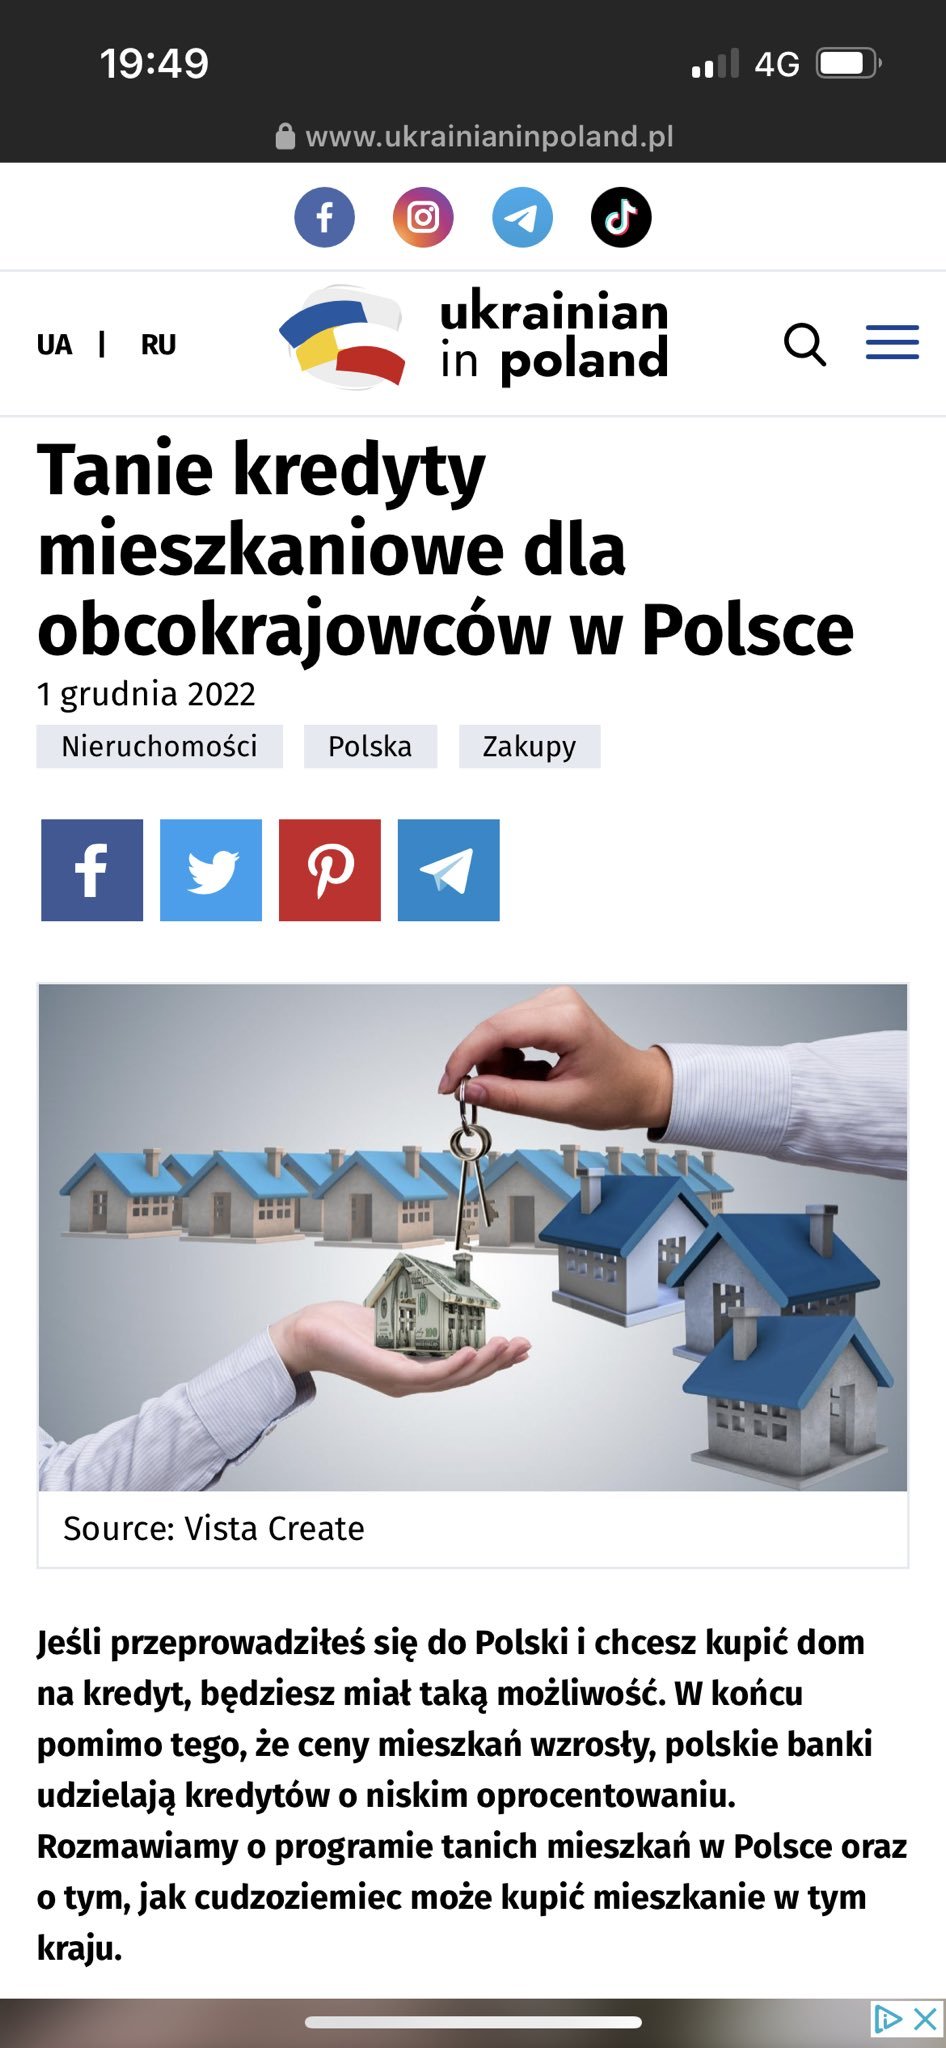 19:49
4G
www.ukrainianinpoland.pl
UA | RU
ukrainian
in poland
Tanie kredyty
mieszkaniowe dla
obcokrajowców w Polsce
1 grudnia 2022
Nieruchomości Polska Zakupy
Source: Vista Create
Jeśli przeprowadziłeś się do Polski i chcesz kupić dom
na kredyt, będziesz miał taką możliwość. W końcu
pomimo tego, że ceny mieszkań wzrosły, polskie banki
udzielają kredytów o niskim oprocentowaniu.
Rozmawiamy o programie tanich mieszkań w Polsce oraz
o tym, jak cudzoziemiec może kupić mieszkanie w tym
kraju.